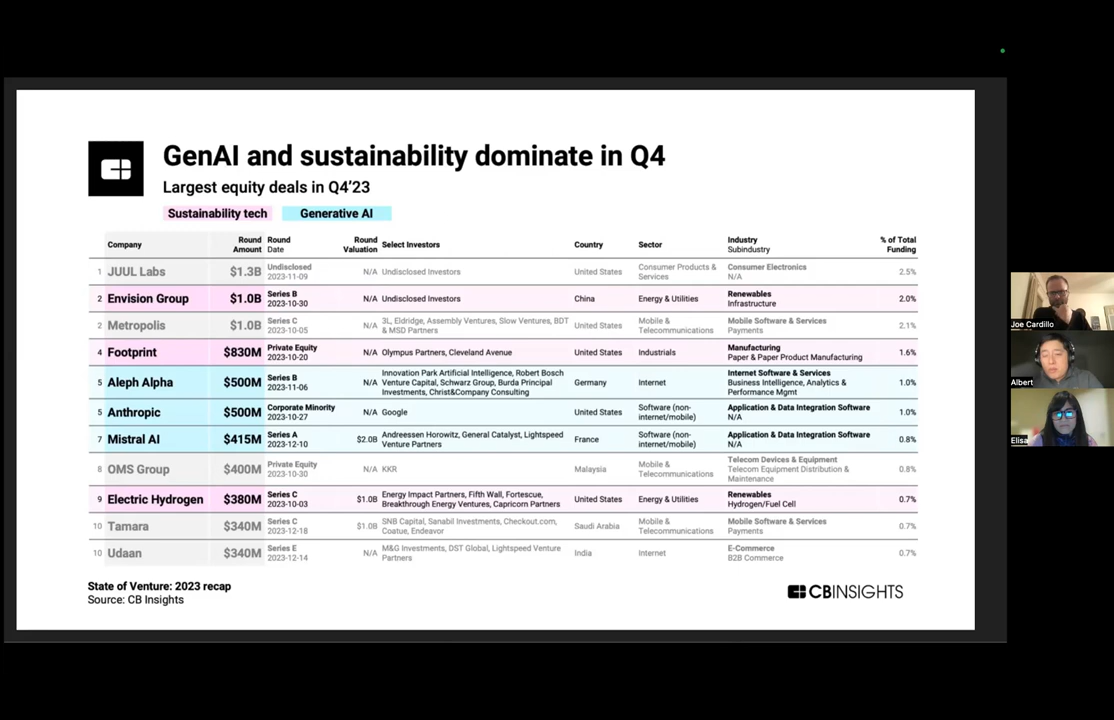 GenAI and sustainability dominate in Q4
Largest equity deals in Q4'23
Sustainability tech Generative AI
Company Round Amount Round Date Round Valuation Select Investors Country Sector Industry Subindustry % of Total Funding
1 JUUL Labs $1.3B Undisclosed 2023-11-09 N/A Undisclosed Investors United States Consumer Products & Services Consumer Electronics N/A 2.5%
2 Envision Group $1.0B Series B 2023-10-30 N/A Undisclosed Investors China Energy & Utilities Renewables Infrastructure 2.0%
2 Metropolis $1.0B Series C 2023-10-05 N/A 3L, Eldridge, Assembly Ventures, Slow Ventures, BDT & MSD Partners United States Mobile & Telecommunications Mobile Software & Services Payments 2.1%
4 Footprint $830M Private Equity 2023-10-20 N/A Olympus Partners, Cleveland Avenue United States Industrials Manufacturing Paper & Paper Product Manufacturing 1.6%
5 Aleph Alpha $500M Series B 2023-11-06 N/A Innovation Park Artificial Intelligence, Robert Bosch Venture Capital, Schwarz Group, Burda Principal Investments, Christ&Company Consulting Germany Internet Internet Software & Services Business Intelligence, Analytics & Performance Mgmt 1.0%
5 Anthropic $500M Corporate Minority 2023-10-27 N/A Google United States Software (non-internet/mobile) Application & Data Integration Software N/A 1.0%
7 Mistral AI $415M Series A 2023-12-10 $2.0B Andreessen Horowitz, General Catalyst, Lightspeed Venture Partners France Software (non-internet/mobile) Application & Data Integration Software N/A 0.8%
8 OMS Group $400M Private Equity 2023-10-30 N/A KKR Malaysia Mobile & Telecommunications Telecom Devices & Equipment Telecom Equipment Distribution & Maintenance 0.8%
9 Electric Hydrogen $380M Series C 2023-10-03 $1.0B Energy Impact Partners, Fifth Wall, Fortescue, Breakthrough Energy Ventures, Capricorn Partners United States Energy & Utilities Renewables Hydrogen/Fuel Cell 0.7%
10 Tamara $340M Series C 2023-12-18 $1.0B SNB Capital, Sanabil Investments, Checkout.com, Coatue, Endeavor Saudi Arabia Mobile & Telecommunications Mobile Software & Services Payments 0.7%
10 Udaan $340M Series E 2023-12-14 N/A M&G Investments, DST Global, Lightspeed Venture Partners India Internet E-Commerce B2B Commerce 0.7%
State of Venture: 2023 recap
Source: CB Insights
CBINSIGHTS
Joe Cardillo
Albert
Elisa